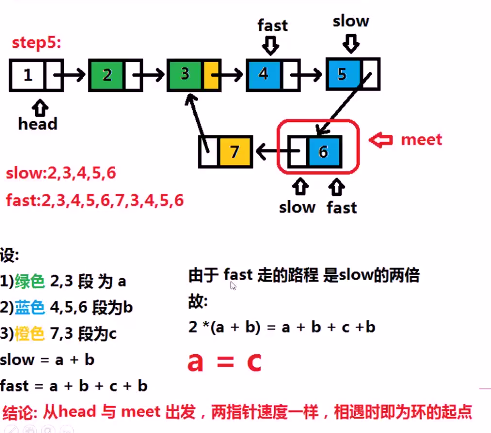 step5:
fast
slow
1
2
3
4
5
head
7
6
meet
slow
fast
slow:2,3,4,5,6
fast:2,3,4,5,6,7,3,4,5,6
设:
1)绿色 2,3 段 为 a
2)蓝色 4,5,6 段为b
3)橙色 7,3 段为c
slow = a + b
fast = a + b + c + b
由于 fast 走的路程 是slow的两倍
故:
2 *(a + b) = a + b + c +b
a = c
结论: 从head 与 meet 出发，两指针速度一样，相遇时即为环的起点